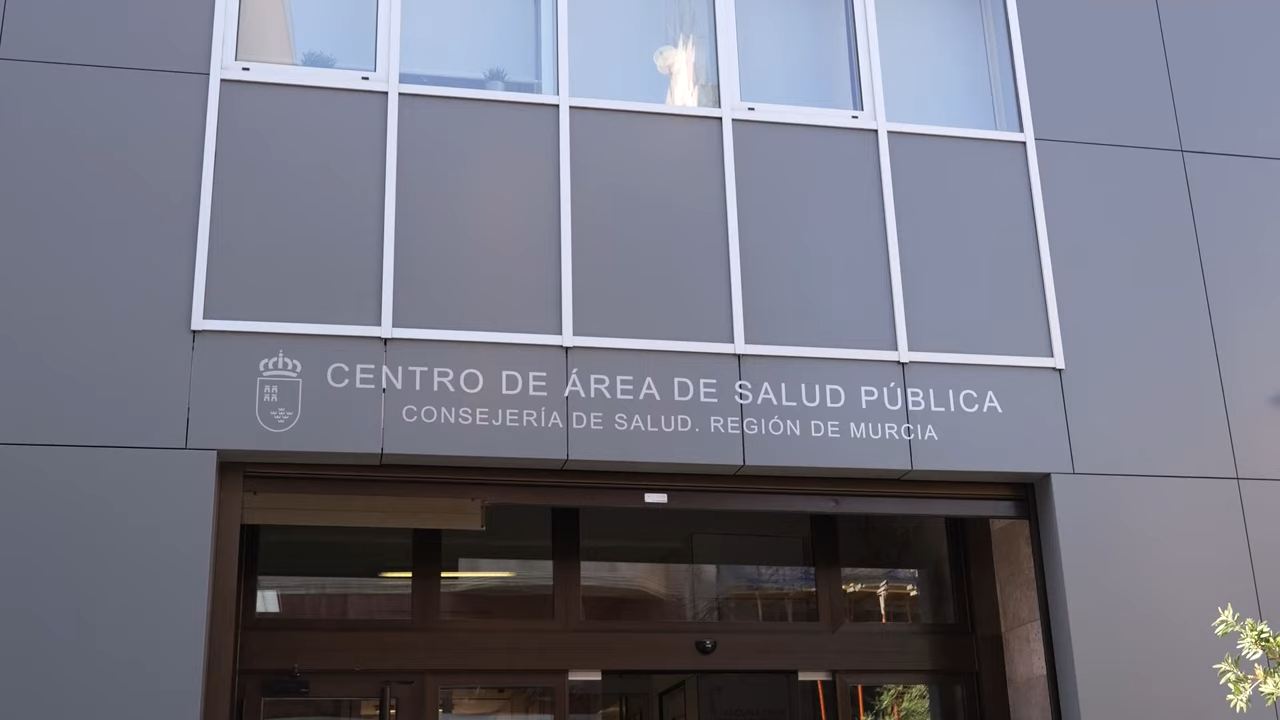 CENTRO DE ÁREA DE SALUD PÚBLICA
CONSEJERÍA DE SALUD. REGIÓN DE MURCIA